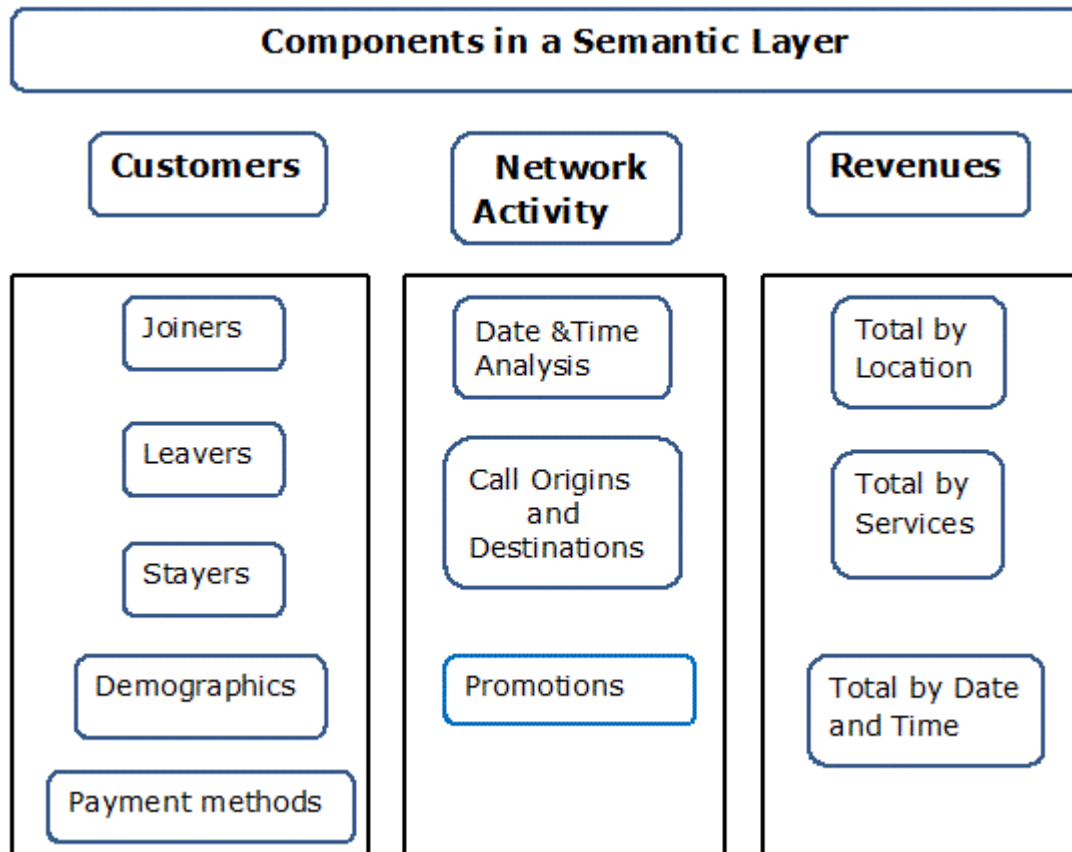 Components in a Semantic Layer
Customers
Network
Activity
Revenues
Joiners
Leavers
Stayers
Demographics
Payment methods
Date &Time
Analysis
Call Origins
and
Destinations
Promotions
Total by
Location
Total by
Services
Total by Date
and Time